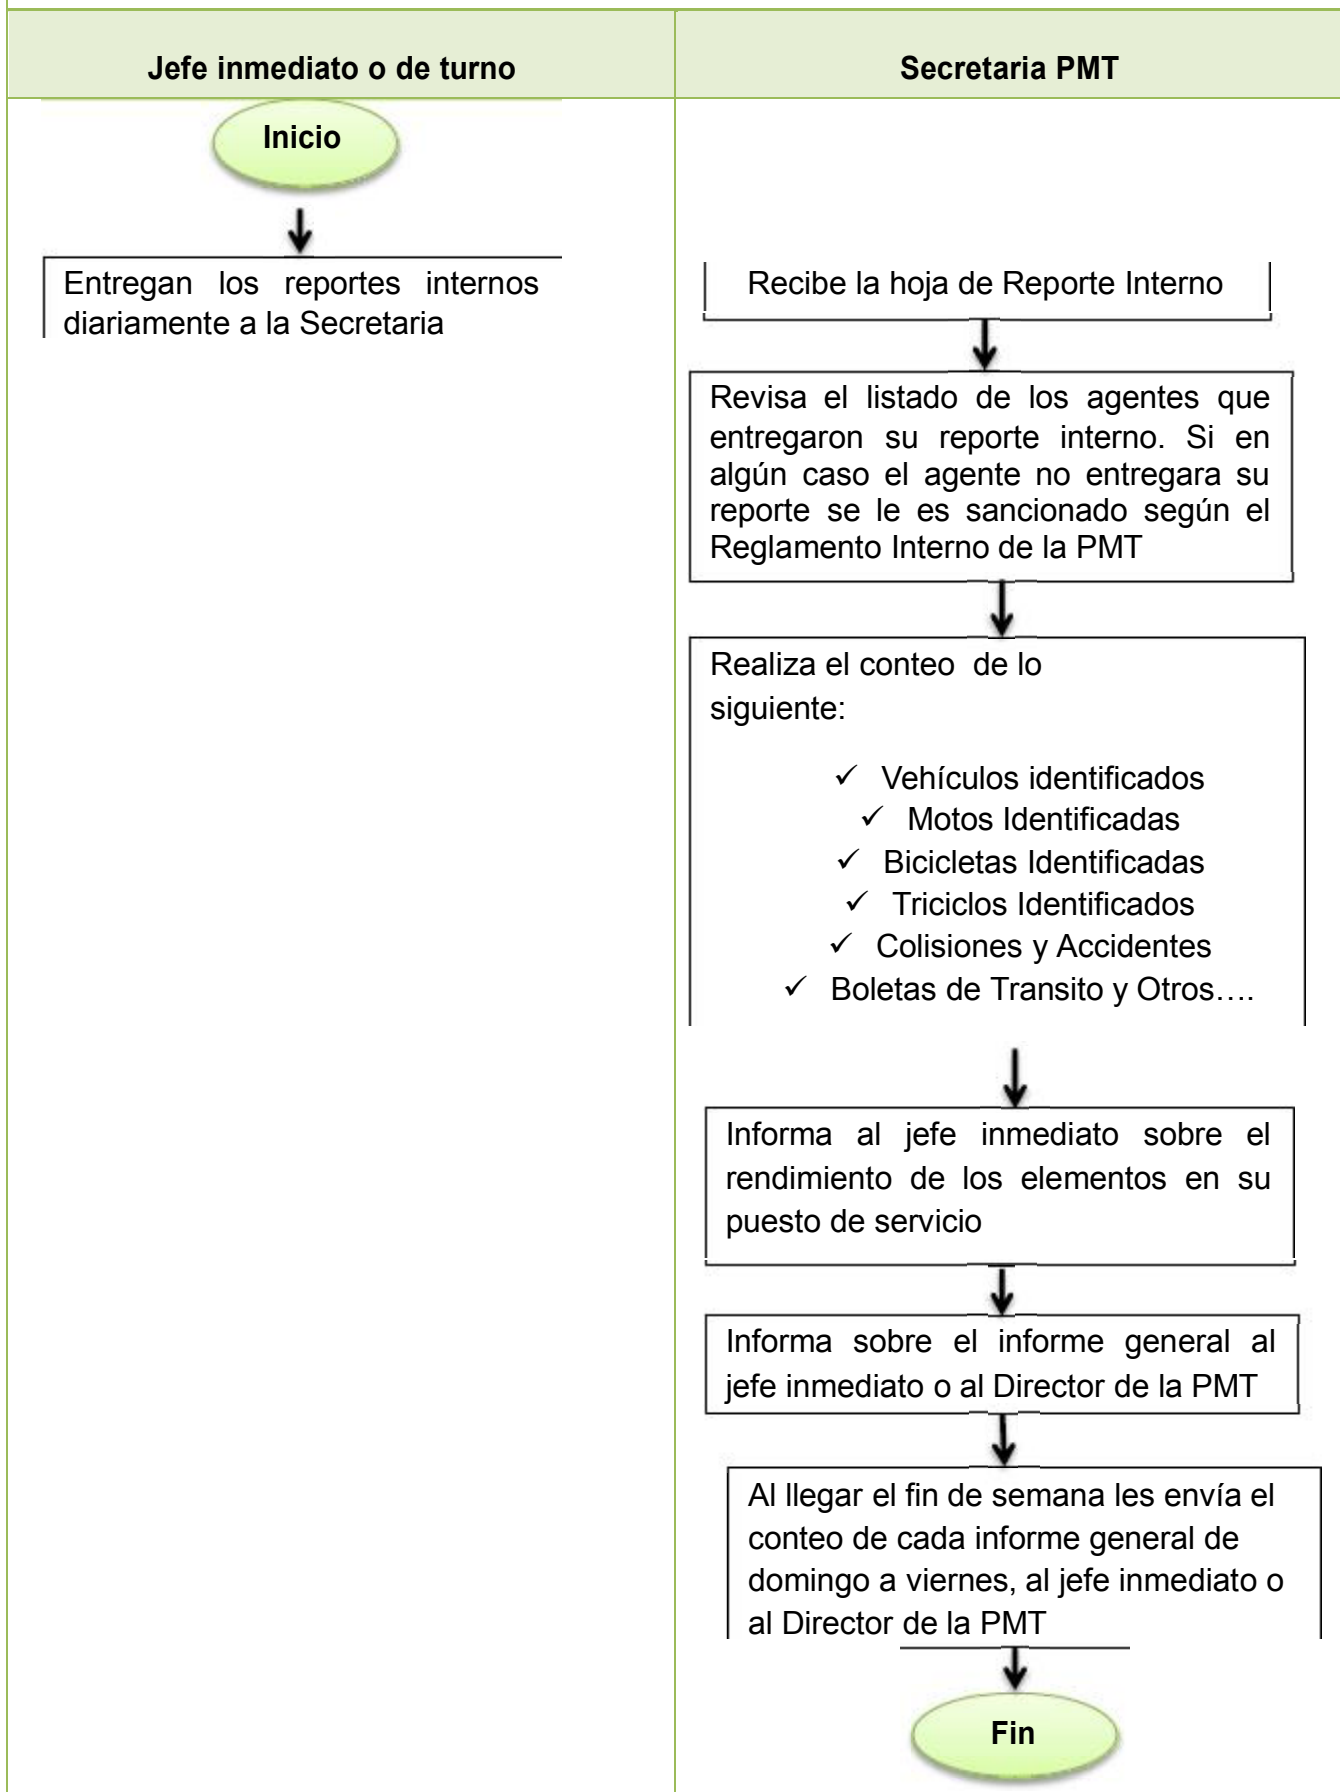 Jefe inmediato o de turno
Secretaria PMT
Inicio
Entregan los reportes internos
diariamente a la Secretaria
Recibe la hoja de Reporte Interno
Revisa el listado de los agentes que
entregaron su reporte interno. Si en
algún caso el agente no entregara su
reporte se le es sancionado según el
Reglamento Interno de la PMT
Realiza el conteo de lo
siguiente:
✓ Vehículos identificados
✓ Motos Identificadas
✓ Bicicletas Identificadas
✓ Triciclos Identificados
✓ Colisiones y Accidentes
✓ Boletas de Transito y Otros….
Informa al jefe inmediato sobre el
rendimiento de los elementos en su
puesto de servicio
Informa sobre el informe general al
jefe inmediato o al Director de la PMT
Al llegar el fin de semana les envía el
conteo de cada informe general de
domingo a viernes, al jefe inmediato o
al Director de la PMT
Fin